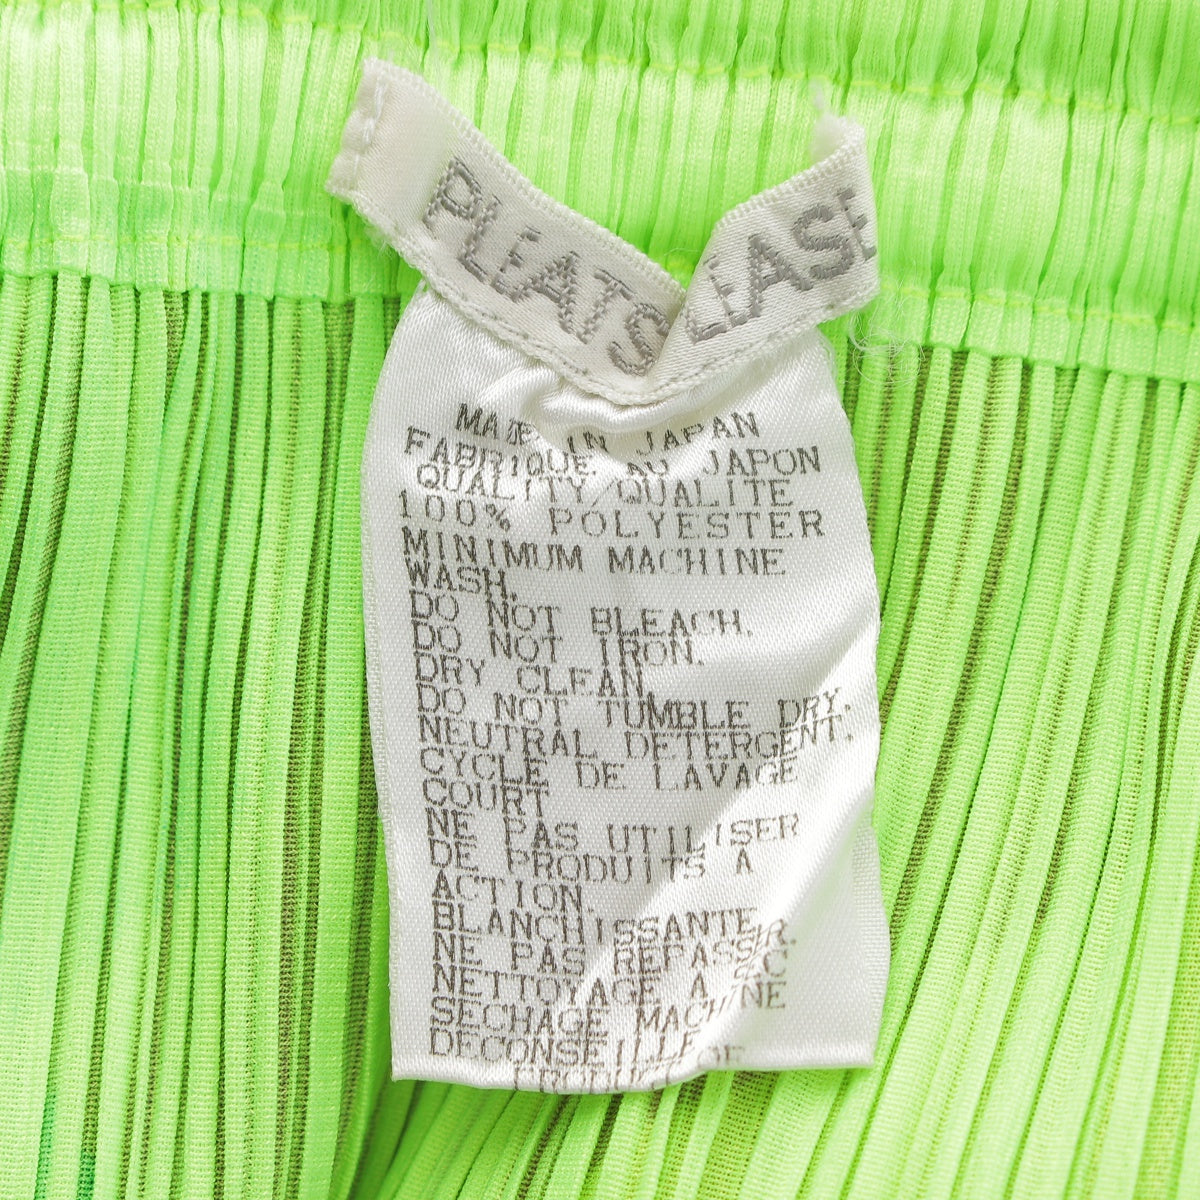 PLEATS
LEASE
MADE IN JAPAN
FABRIQUE AU JAPON
QUALITY/QUALITE
100% POLYESTER
MINIMUM MACHINE
WASH.
DO NOT BLEACH.
DO NOT IRON.
DRY CLEAN.
DO NOT TUMBLE DRY.
NEUTRAL DETERGENT.
CYCLE DE LAVAGE
COURT
NE PAS UTILISER
DE PRODUITS A
ACTION.
BLANCHISSANTE.
NE PAS REPASSER.
NETTOYAGE A SEC
SECHAGE MACHINE
DECONSEILLE